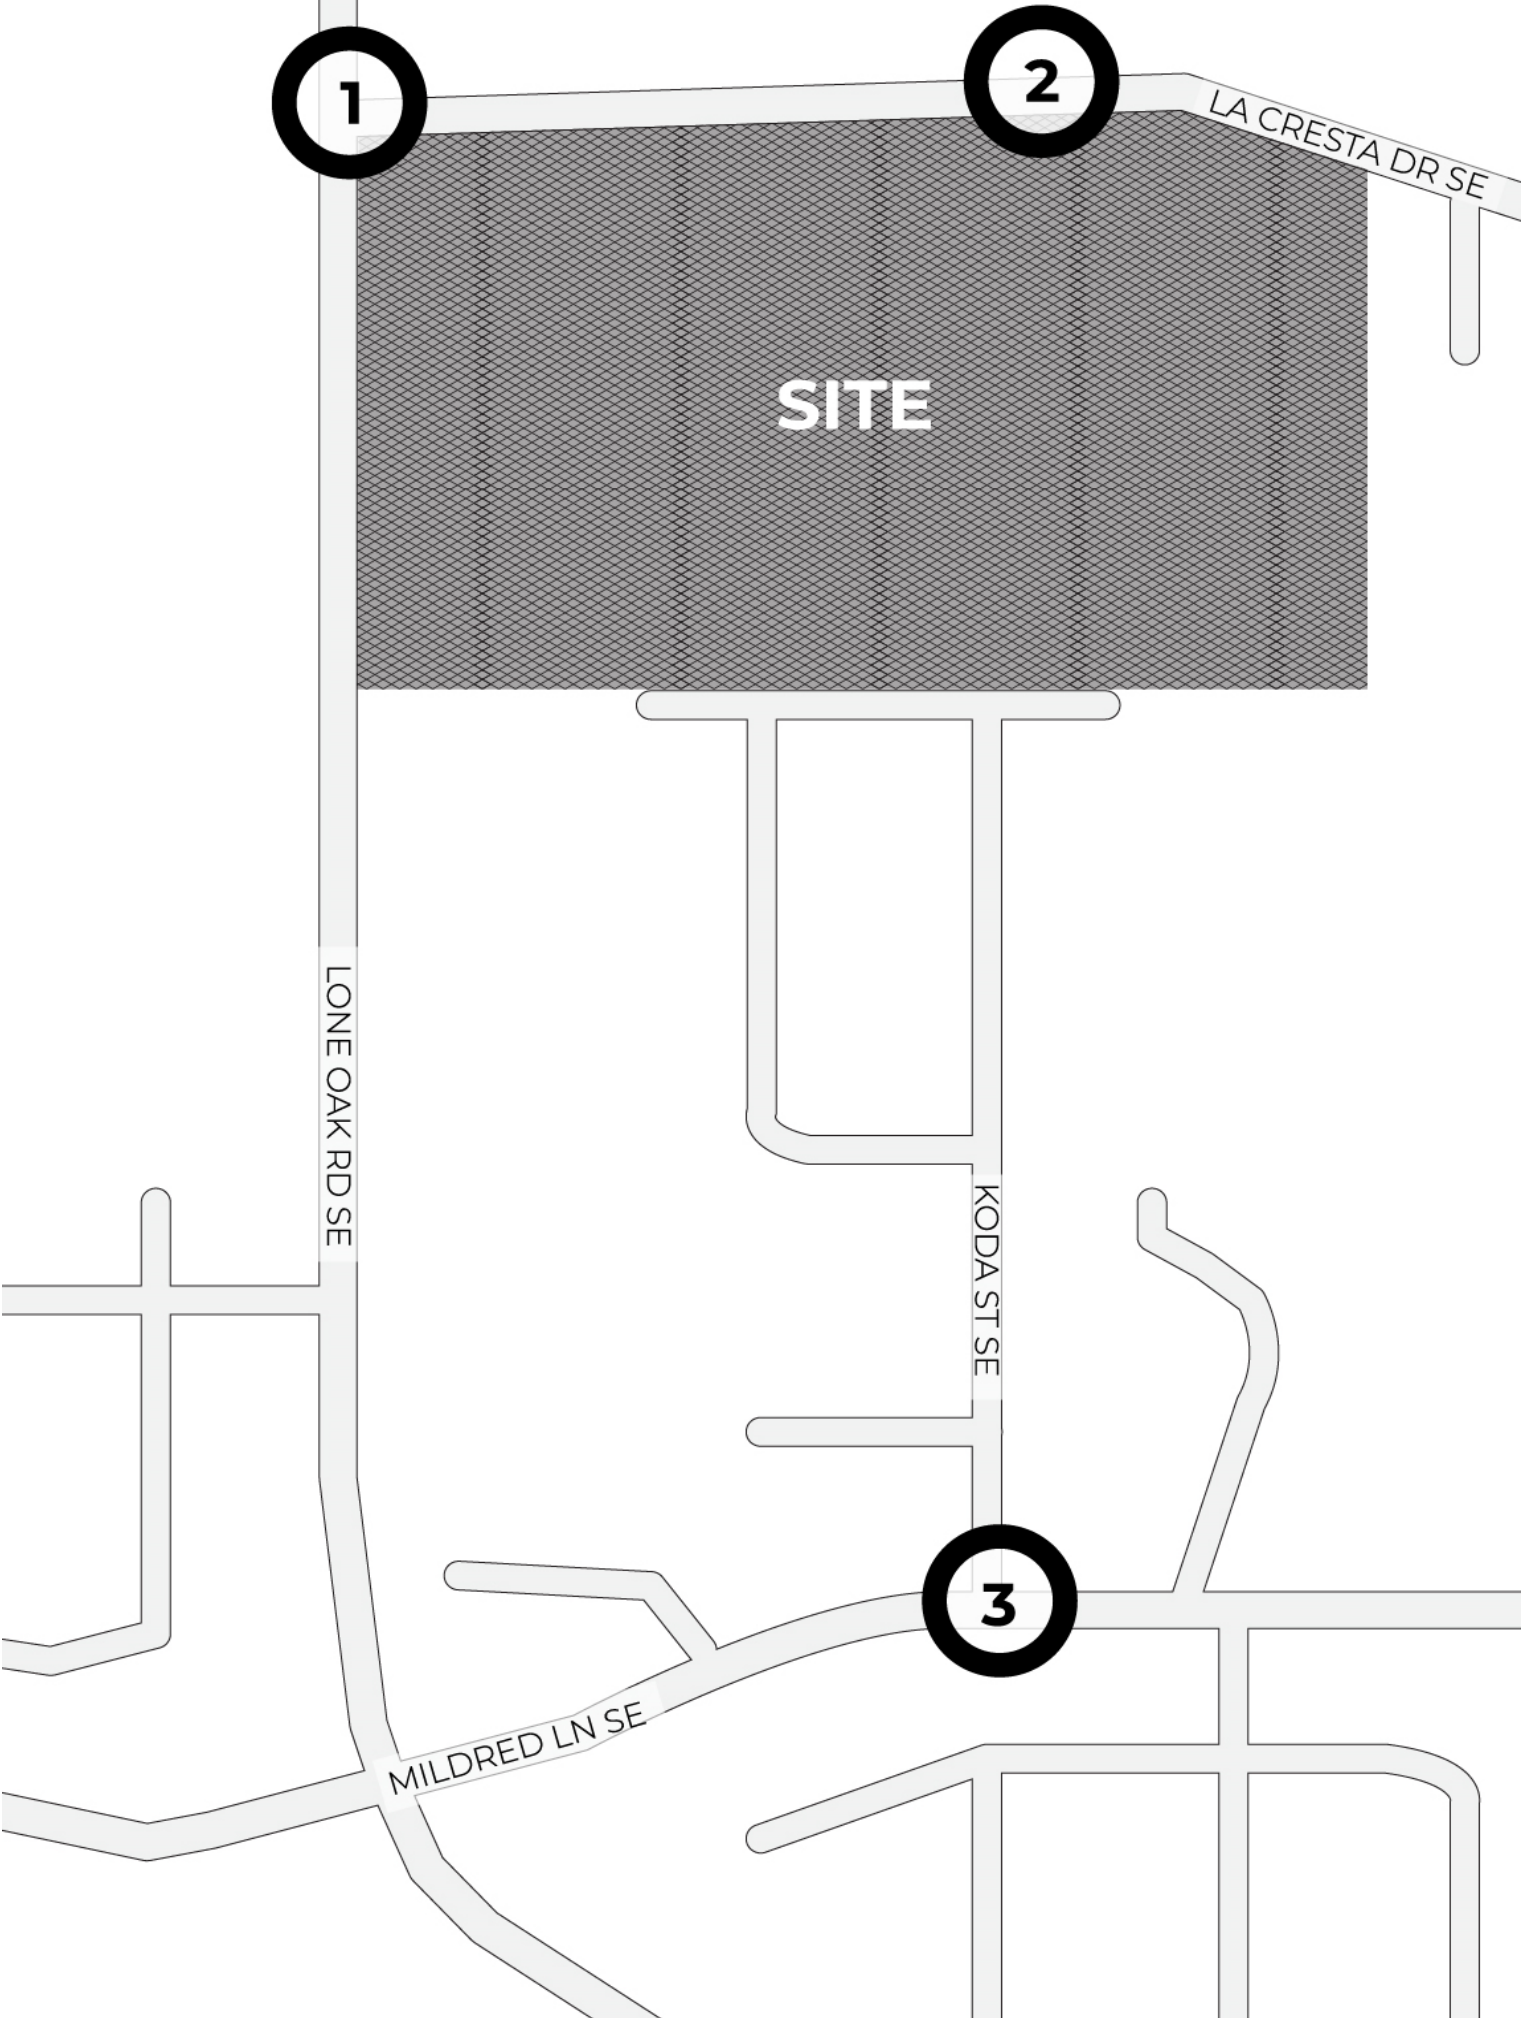 1
2
LA CRESTA DR SE
SITE
LONE OAK RD SE
KODA ST SE
3
MILDRED LN SE